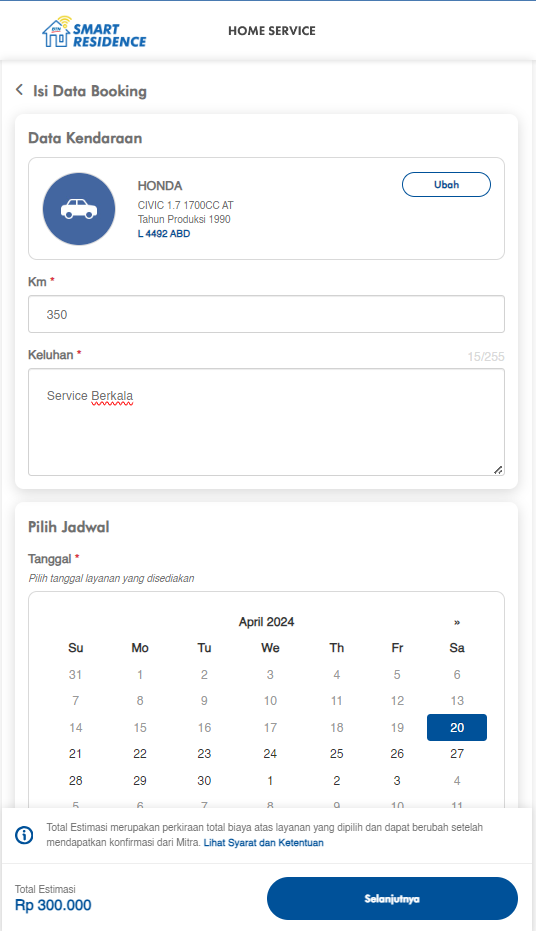 SMART
RESIDENCE
HOME SERVICE
Isi Data Booking
Data Kendaraan
HONDA
Ubah
CIVIC 1.7 1700CC AT
Tahun Produksi 1990
L 4492 ABD
Km *
350
Keluhan *
15/255
Service Berkala
Pilih Jadwal
Tanggal *
Pilih tanggal layanan yang disediakan
April 2024 »
Su Mo Tu We Th Fr Sa
31 1 2 3 4 5 6
7 8 9 10 11 12 13
14 15 16 17 18 19 20
21 22 23 24 25 26 27
28 29 30 1 2 3 4
5 6 7 8 9 10 11
Total Estimasi merupakan perkiraan total biaya atas layanan yang dipilih dan dapat berubah setelah
mendapatkan konfirmasi dari Mitra. Lihat Syarat dan Ketentuan
Total Estimasi
Rp 300.000
Selanjutnya